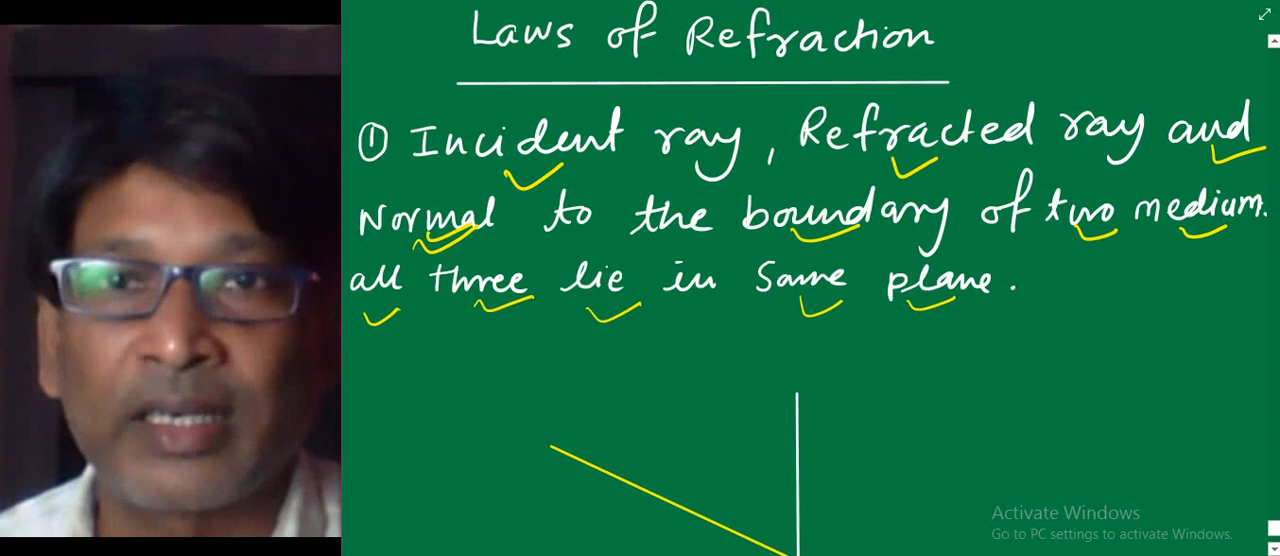 Laws of Refraction
① Incident ray, Refracted ray and
Normal to the boundary of two medium.
all three lie in same plane.
Activate Windows
Go to PC settings to activate Windows.